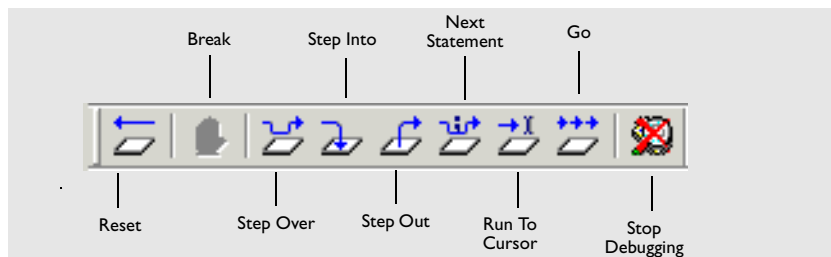 Break
Step Into
Next
Statement
Go
Reset
Step Over
Step Out
Run To
Cursor
Stop
Debugging